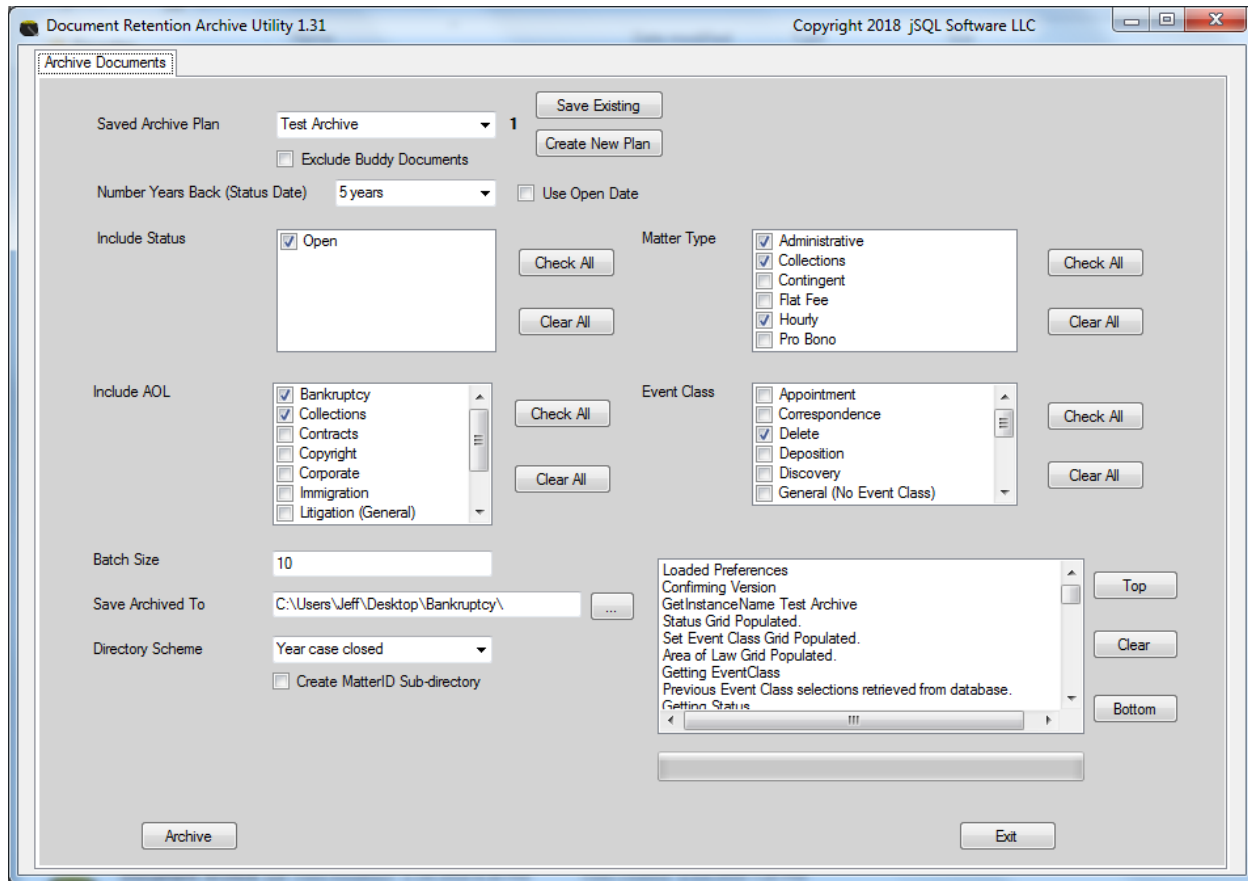 Document Retention Archive Utility 1.31 Copyright 2018 jSQL Software LLC
Archive Documents
Saved Archive Plan Test Archive 1 Save Existing
Create New Plan
Exclude Buddy Documents
Number Years Back (Status Date) 5 years Use Open Date
Include Status
Open
Check All
Clear All
Matter Type
Administrative
Collections
Contingent
Flat Fee
Hourly
Pro Bono
Check All
Clear All
Include AOL
Bankruptcy
Collections
Contracts
Copyright
Corporate
Immigration
Litigation (General)
Check All
Clear All
Event Class
Appointment
Correspondence
Delete
Deposition
Discovery
General (No Event Class)
Check All
Clear All
Batch Size 10
Save Archived To C:\Users\Jeff\Desktop\Bankruptcy\ ...
Directory Scheme Year case closed
Create MatterID Sub-directory
Loaded Preferences
Confirming Version
GetInstanceName Test Archive
Status Grid Populated.
Set Event Class Grid Populated.
Area of Law Grid Populated.
Getting EventClass
Previous Event Class selections retrieved from database.
Getting Status
Top
Clear
Bottom
Archive Exit